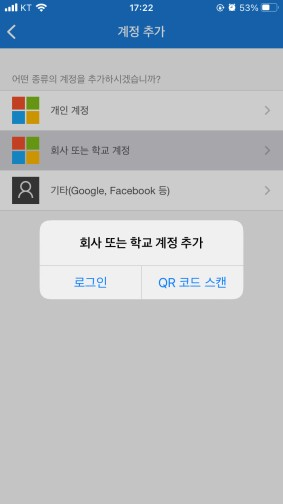 KT 17:22 53%
계정 추가
어떤 종류의 계정을 추가하시겠습니까?
개인 계정
회사 또는 학교 계정
기타(Google, Facebook 등)
회사 또는 학교 계정 추가
로그인 QR 코드 스캔